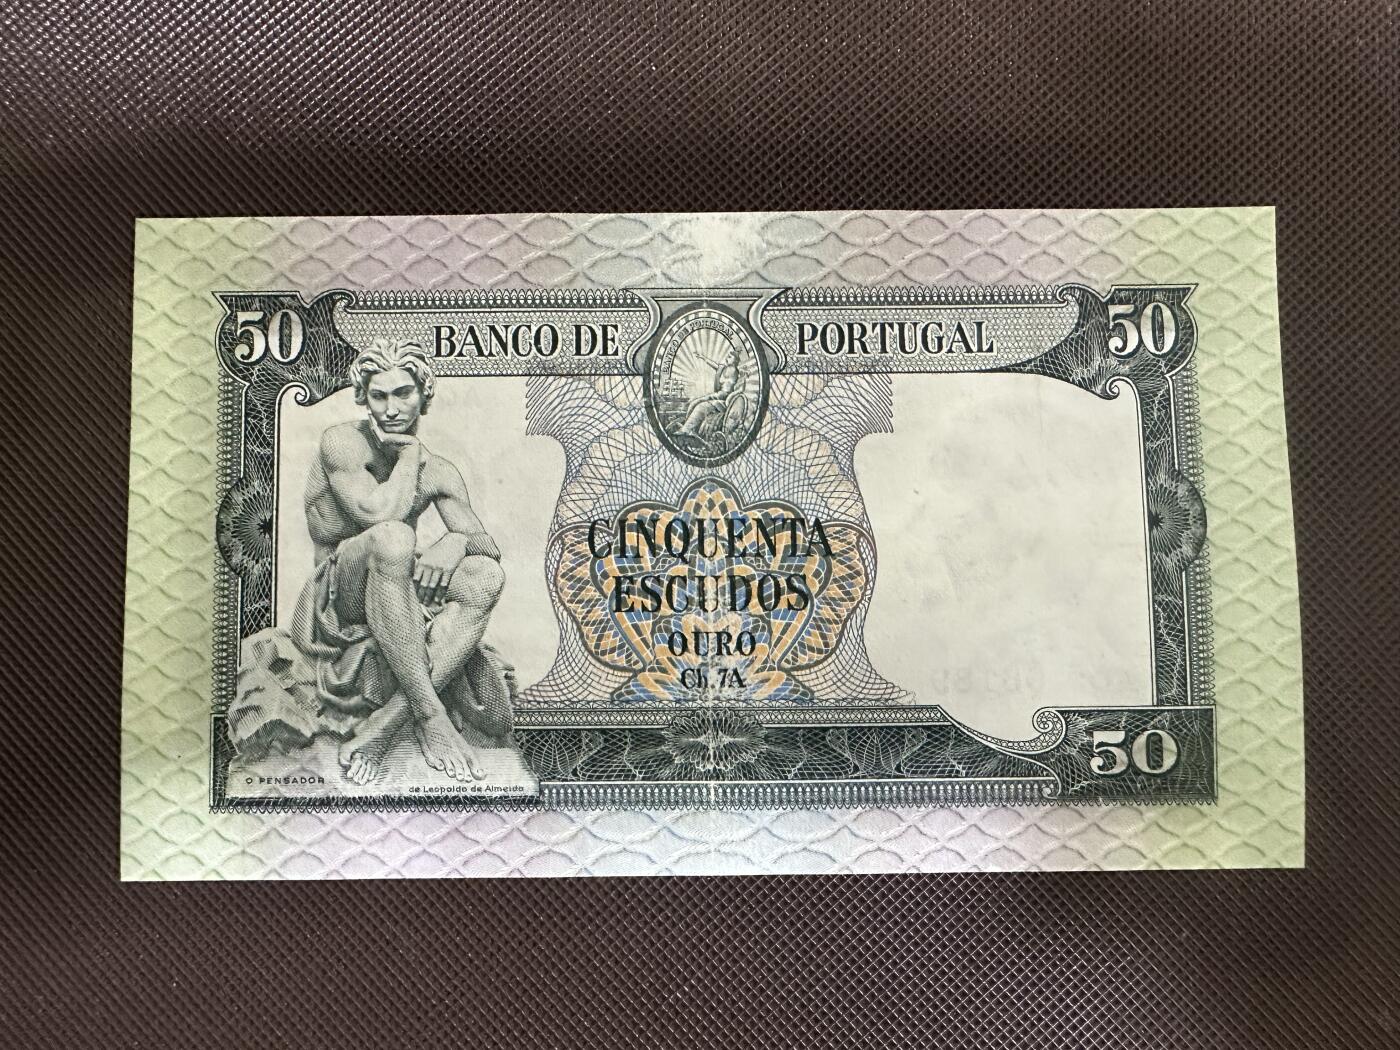 50 BANCO DE PORTUGAL 50
CINQUENTA
ESCUDOS
OURO
Ch. 7A
50
O PENSADOR
de Leopoldo de Almeida